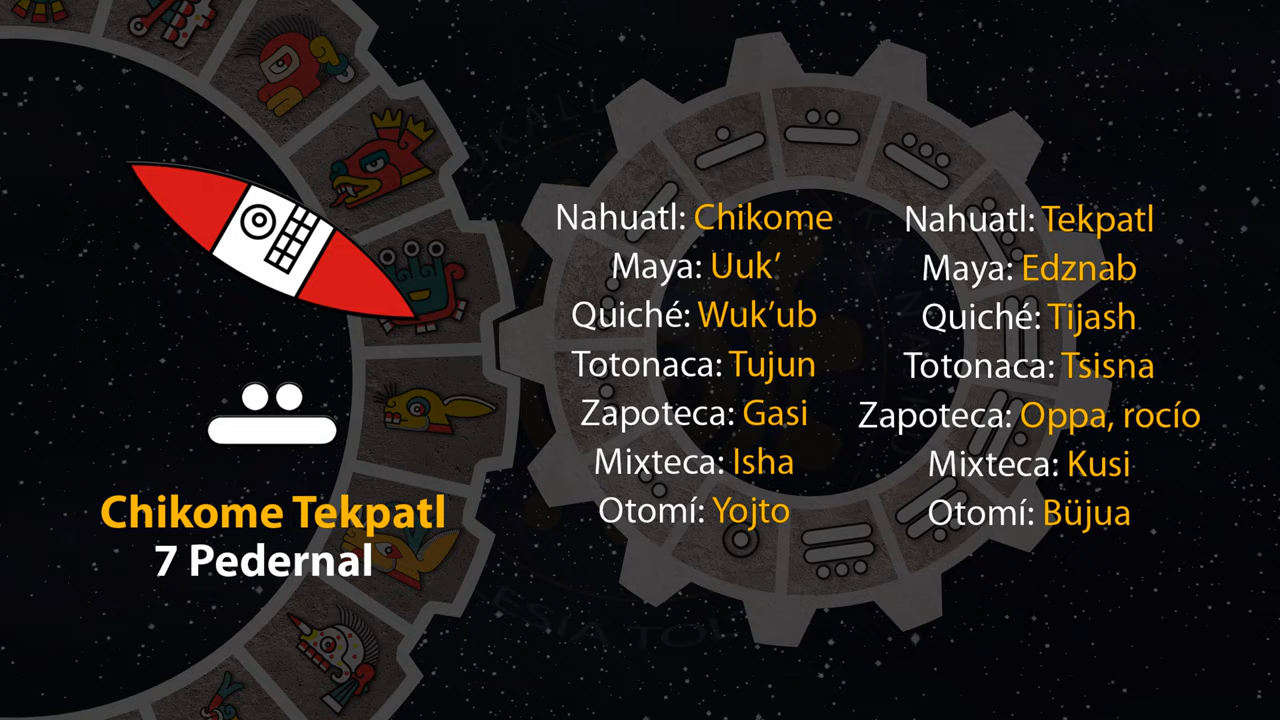 Nahuatl: Chikome
Maya: Uuk’
Quiché: Wuk’ub
Totonaca: Tujun
Zapoteca: Gasi
Mixteca: Isha
Otomí: Yojto
Nahuatl: Tekpatl
Maya: Edznab
Quiché: Tijash
Totonaca: Tsisna
Zapoteca: Oppa, rocío
Mixteca: Kusi
Otomí: Büjua
Chikome Tekpatl
7 Pedernal